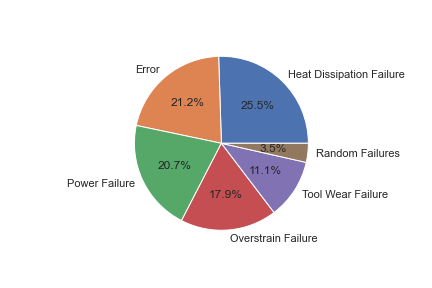 Error
Heat Dissipation Failure
25.5%
21.2%
3.5%
Random Failures
20.7%
11.1%
Power Failure
17.9%
Tool Wear Failure
Overstrain Failure